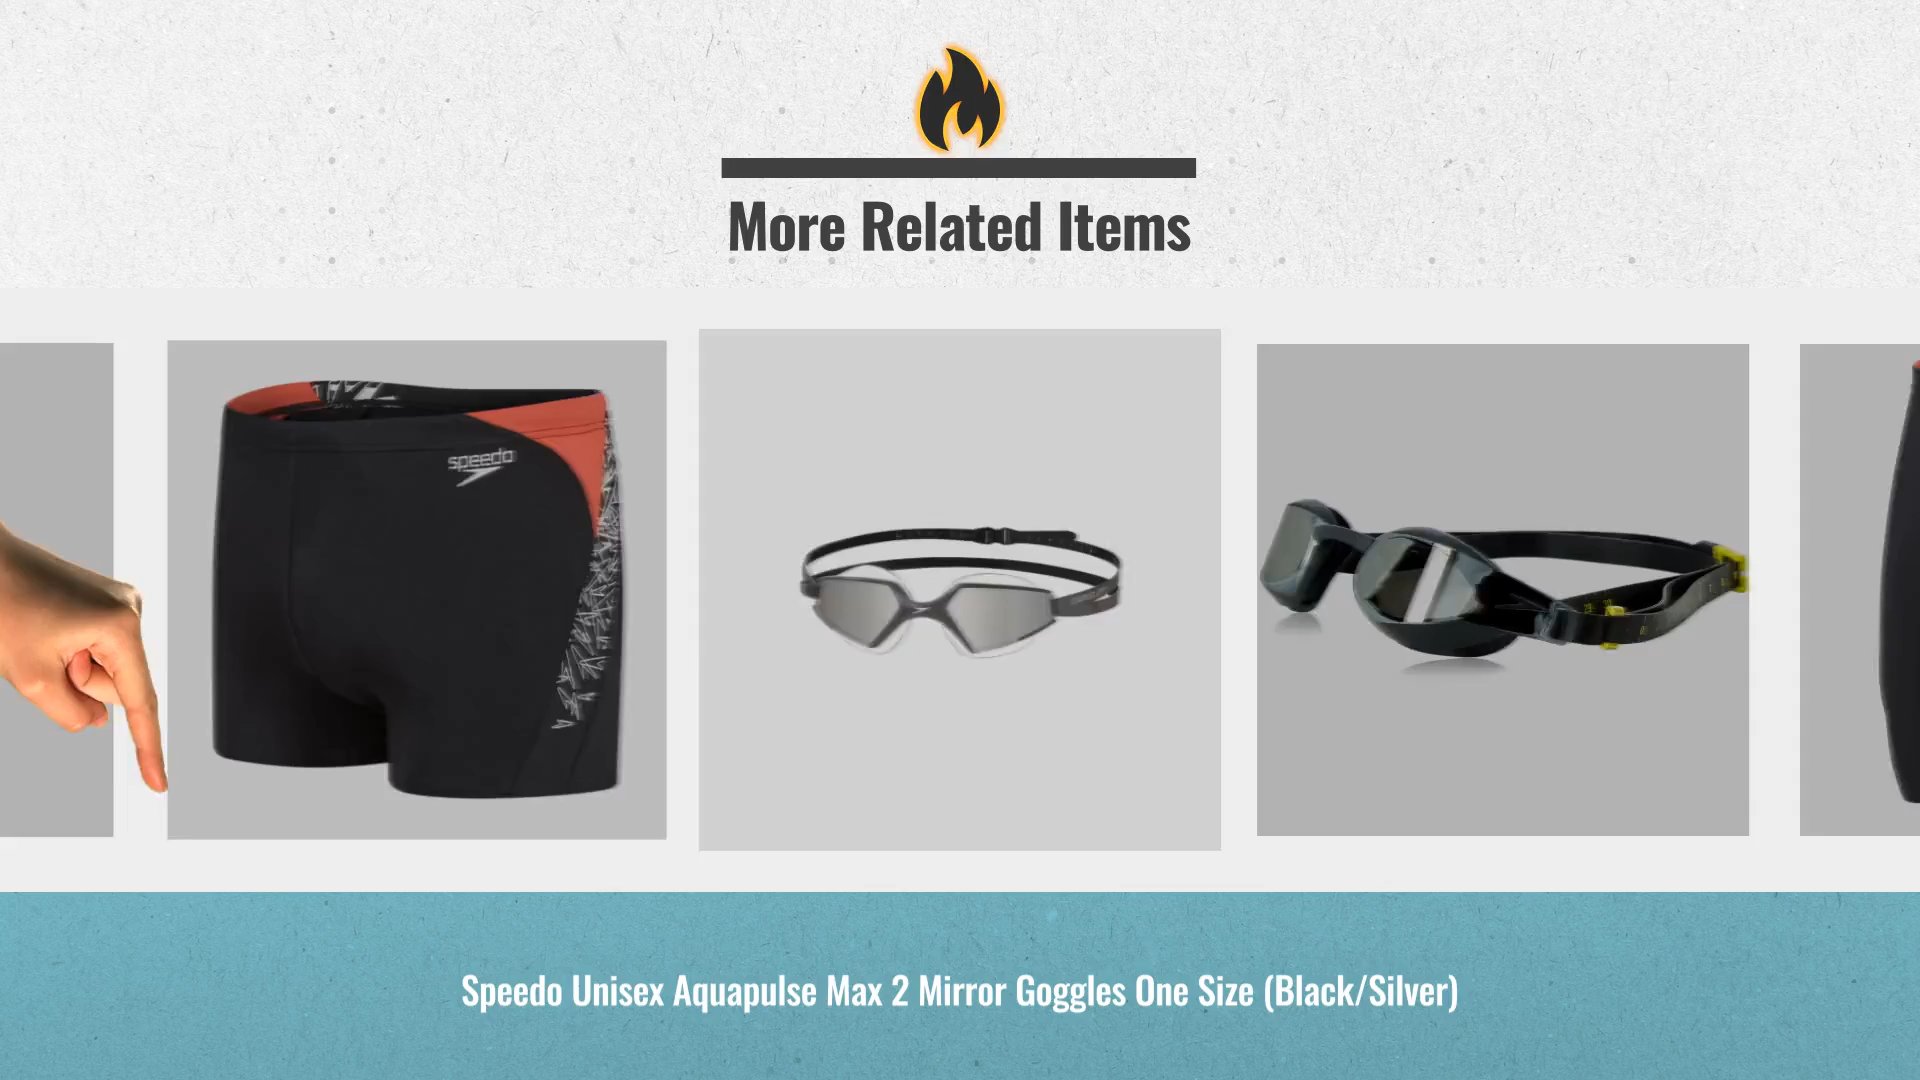 More Related Items
speedo
Speedo Unisex Aquapulse Max 2 Mirror Goggles One Size (Black/Silver)